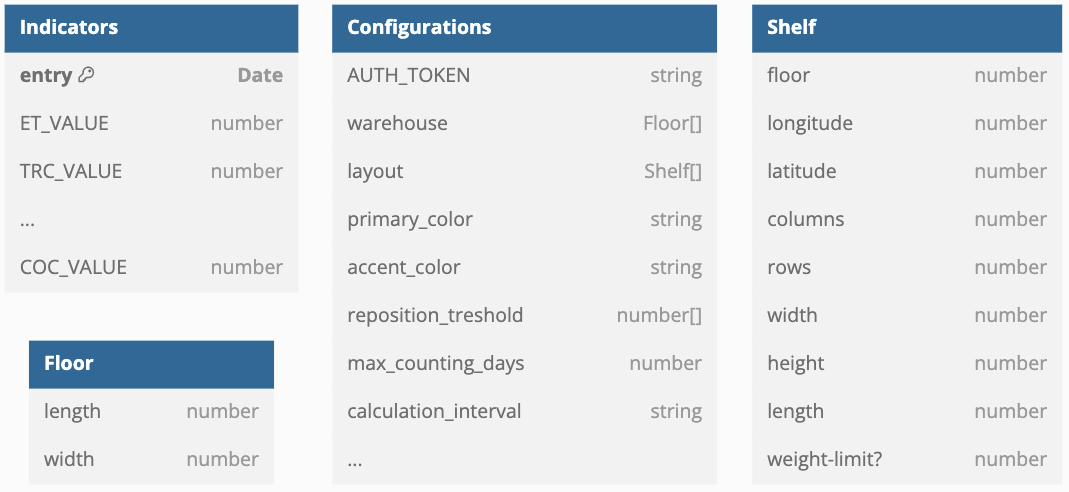 Indicators
entry Date
ET_VALUE number
TRC_VALUE number
...
COC_VALUE number
Floor
length number
width number
Configurations
AUTH_TOKEN string
warehouse Floor[]
layout Shelf[]
primary_color string
accent_color string
reposition_treshold number[]
max_counting_days number
calculation_interval string
...
Shelf
floor number
longitude number
latitude number
columns number
rows number
width number
height number
length number
weight-limit? number